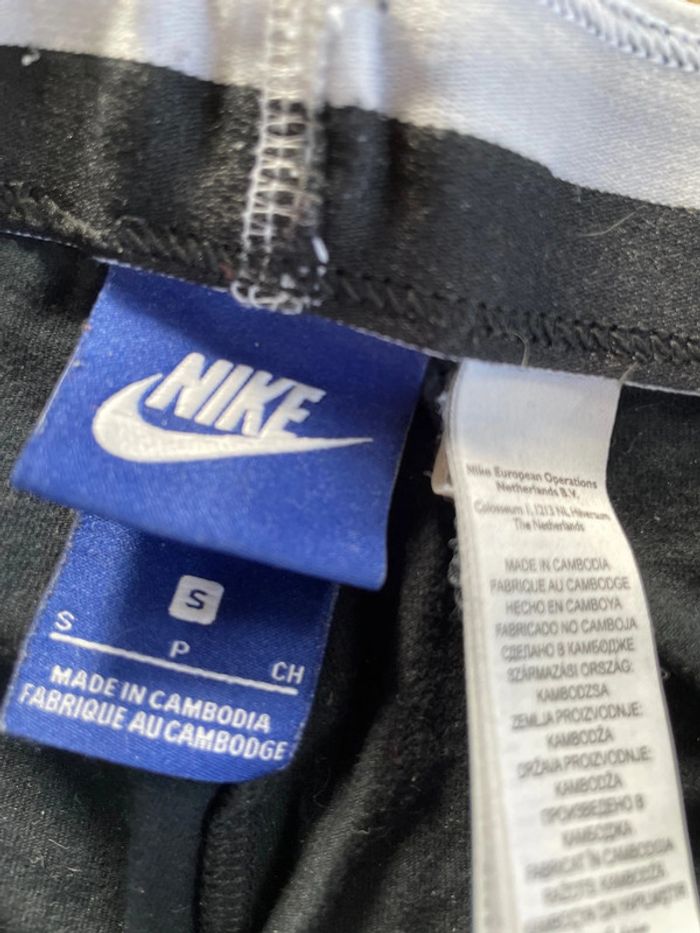 NIKE
S
S
P
CH
MADE IN CAMBODIA
FABRIQUE AU CAMBODGE
Nike European Operations
Netherlands B.V.
Colosseum 1, 1213 NL Hilversum
The Netherlands
MADE IN CAMBODIA
FABRIQUE AU CAMBODGE
HECHO EN CAMBOYA
FABRICADO NO CAMBOJA
СДЕЛАНО В КАМБОДЖЕ
SZÁRMAZÁSI ORSZÁG:
KAMBODZSA
ZEMLJA PROIZVODNJE:
KAMBODŽA
DRŽAVA PROIZVODNJE:
KAMBODŽA
ПРОИЗВЕДЕНО В
КАМБОДЖА
FABRICAT ÎN CAMBODGIA